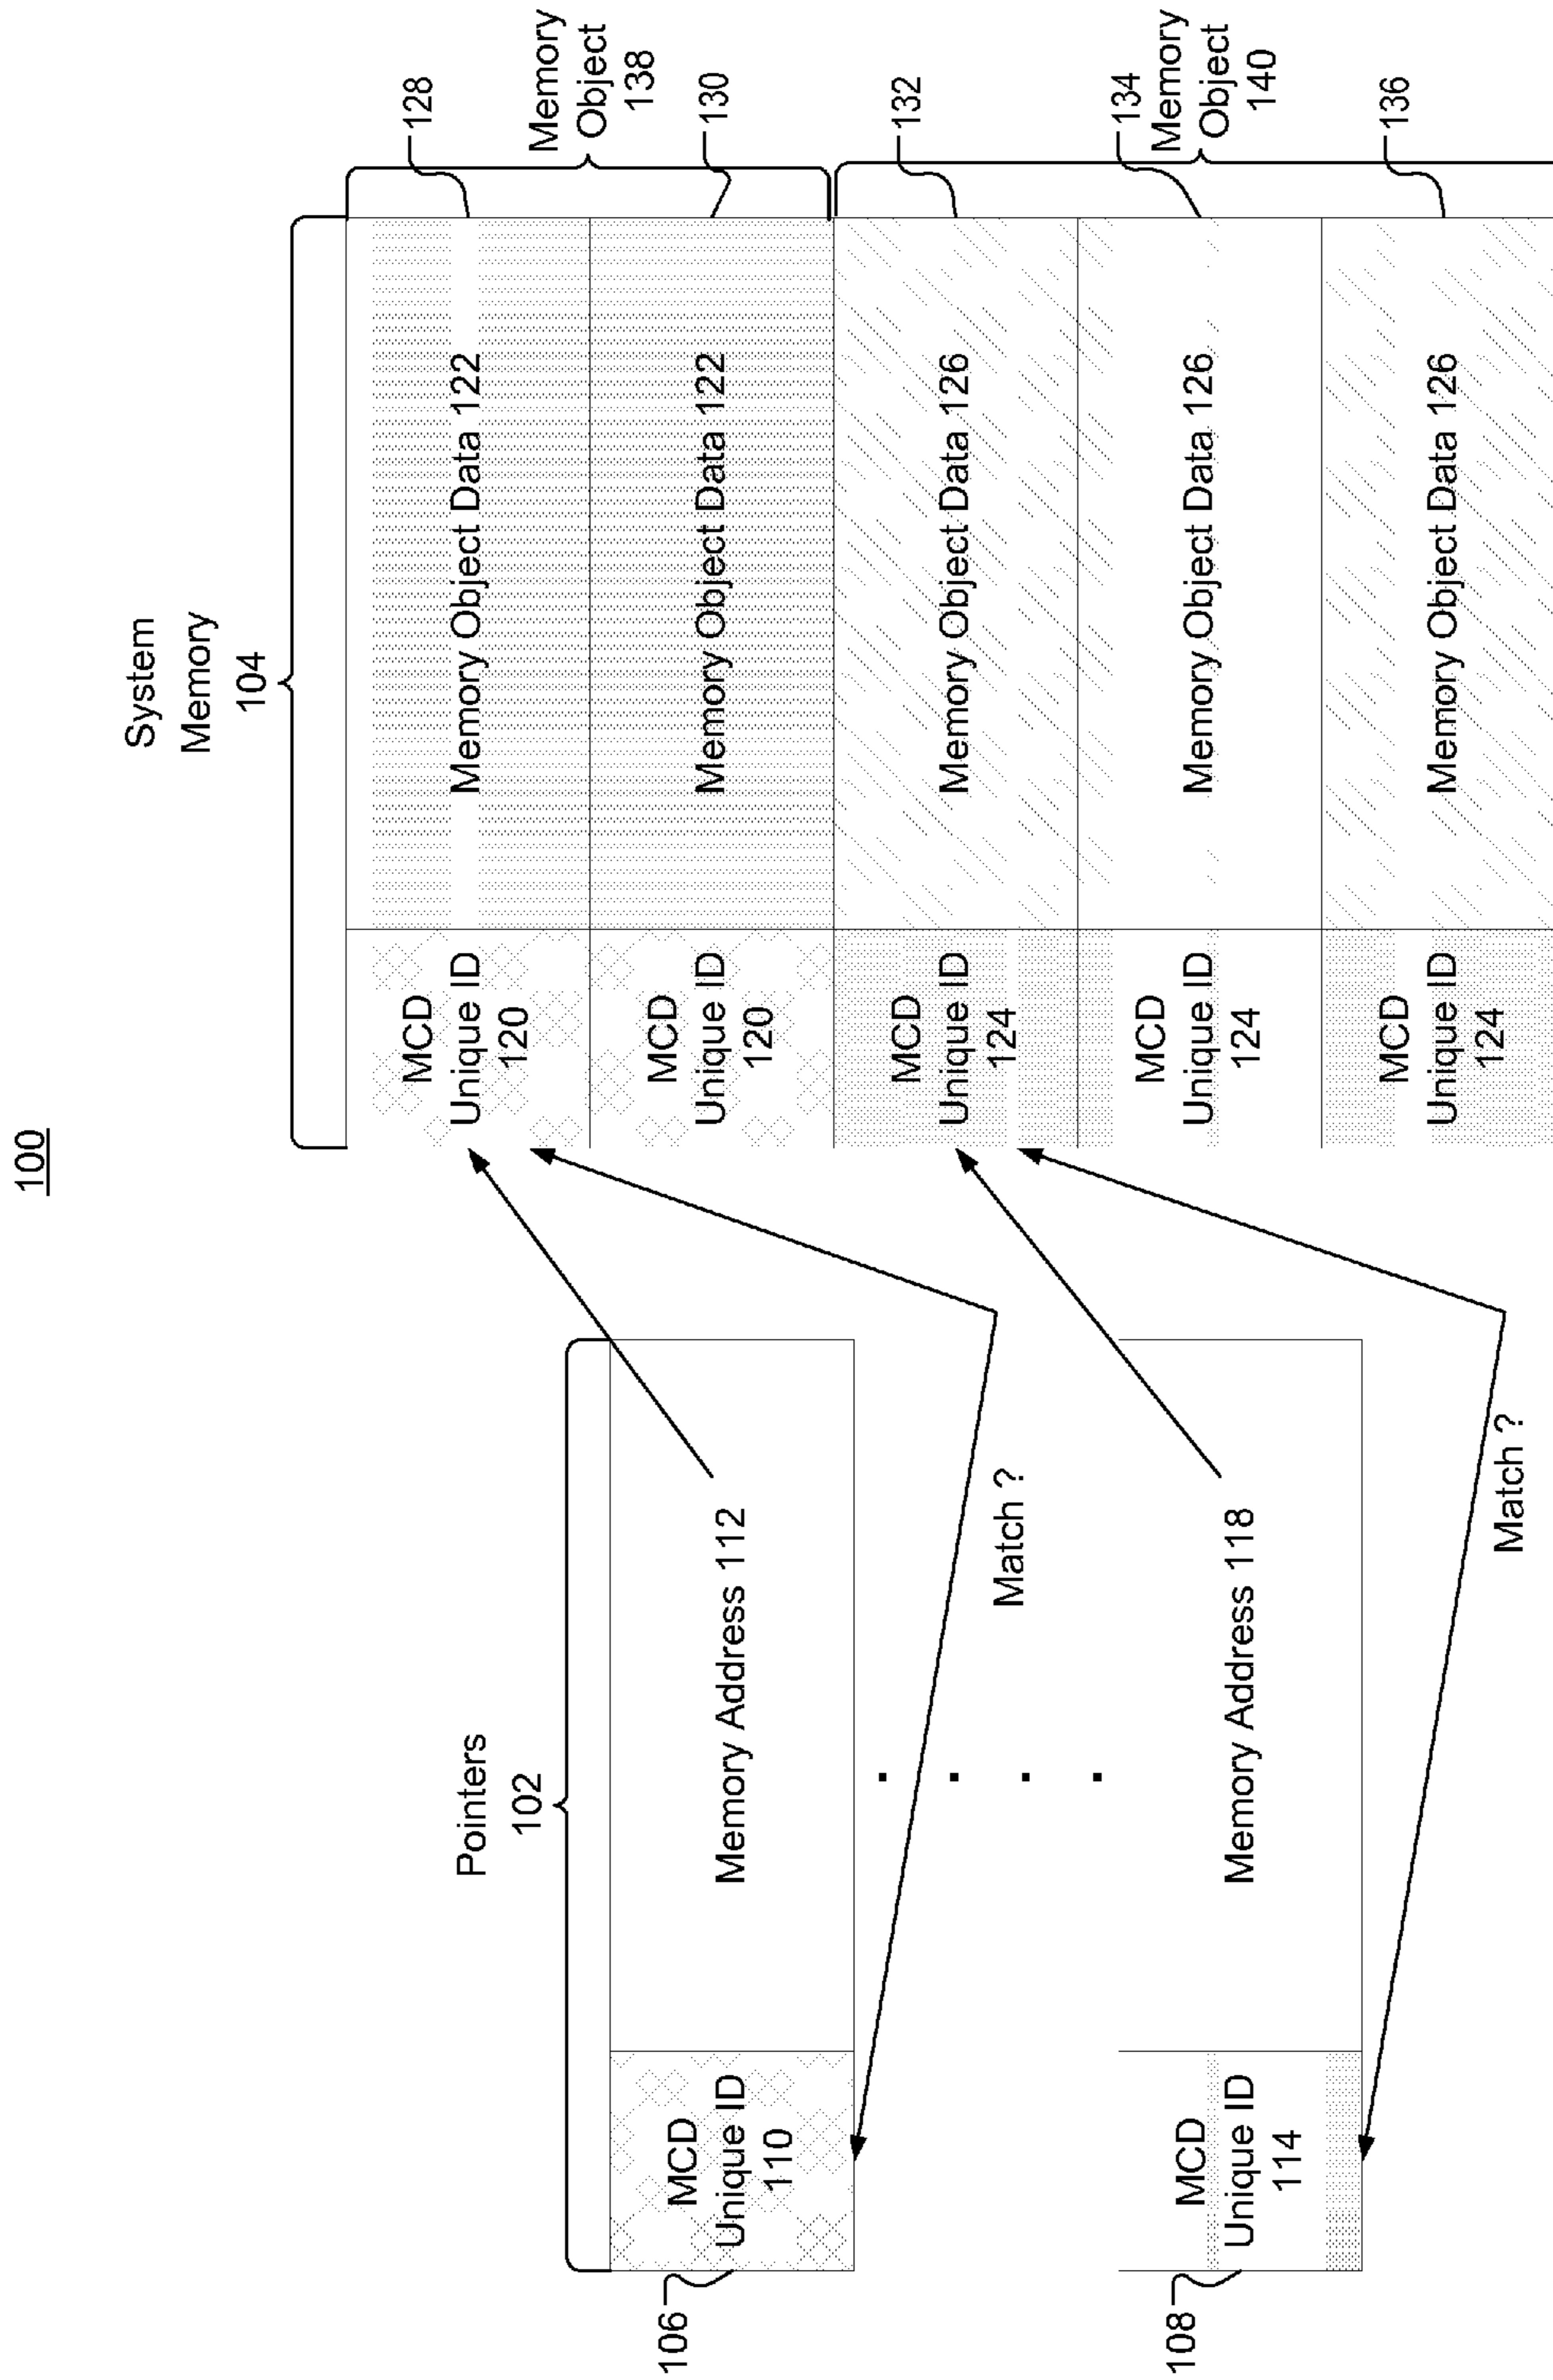 100
System
Memory
104
Pointers
102
106
MCD
Unique ID
110
Memory Address 112
Match ?
108
MCD
Unique ID
114
Memory Address 118
Match ?
MCD
Unique ID
120
Memory Object Data 122
128
MCD
Unique ID
120
Memory Object Data 122
130
Memory
Object
138
MCD
Unique ID
124
Memory Object Data 126
132
MCD
Unique ID
124
Memory Object Data 126
134
Memory
Object
140
MCD
Unique ID
124
Memory Object Data 126
136